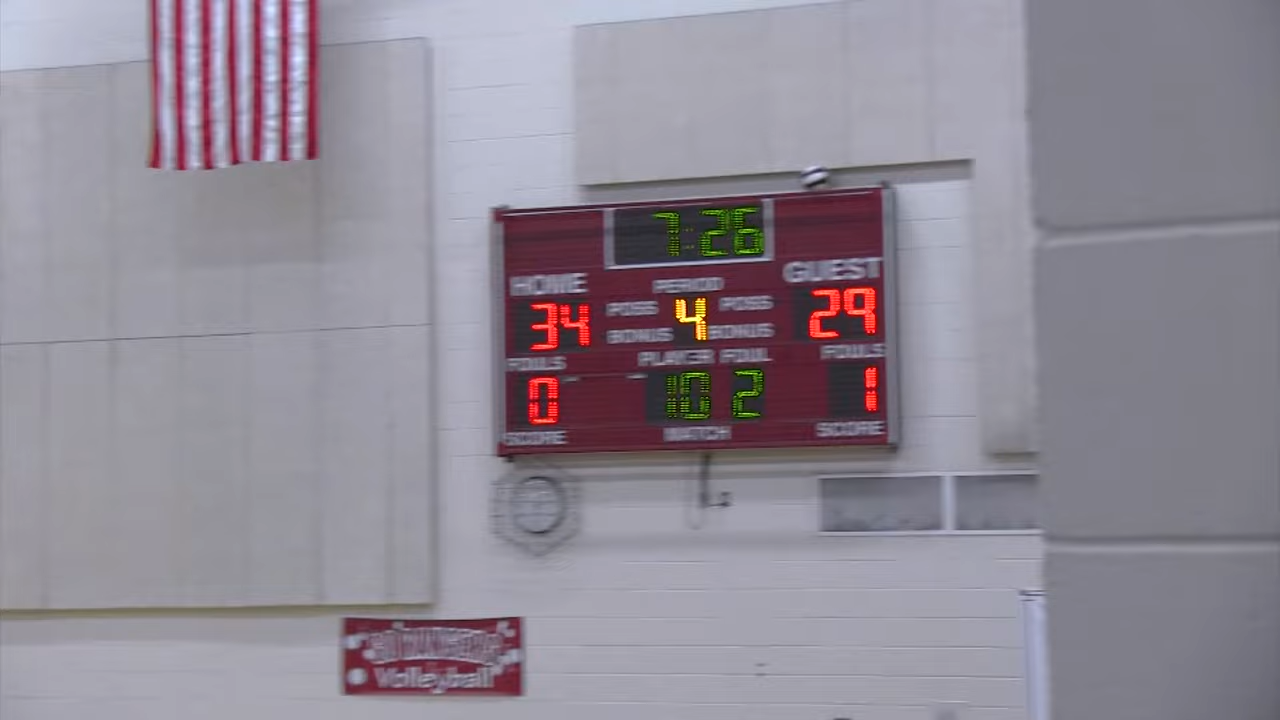 7:26
HOME PERIOD GUEST
34 POSS 4 POSS 29
BONUS BONUS
FOULS PLAYER FOUL FOULS
0 10 2 1
SCORE MATCH SCORE
Volleyball